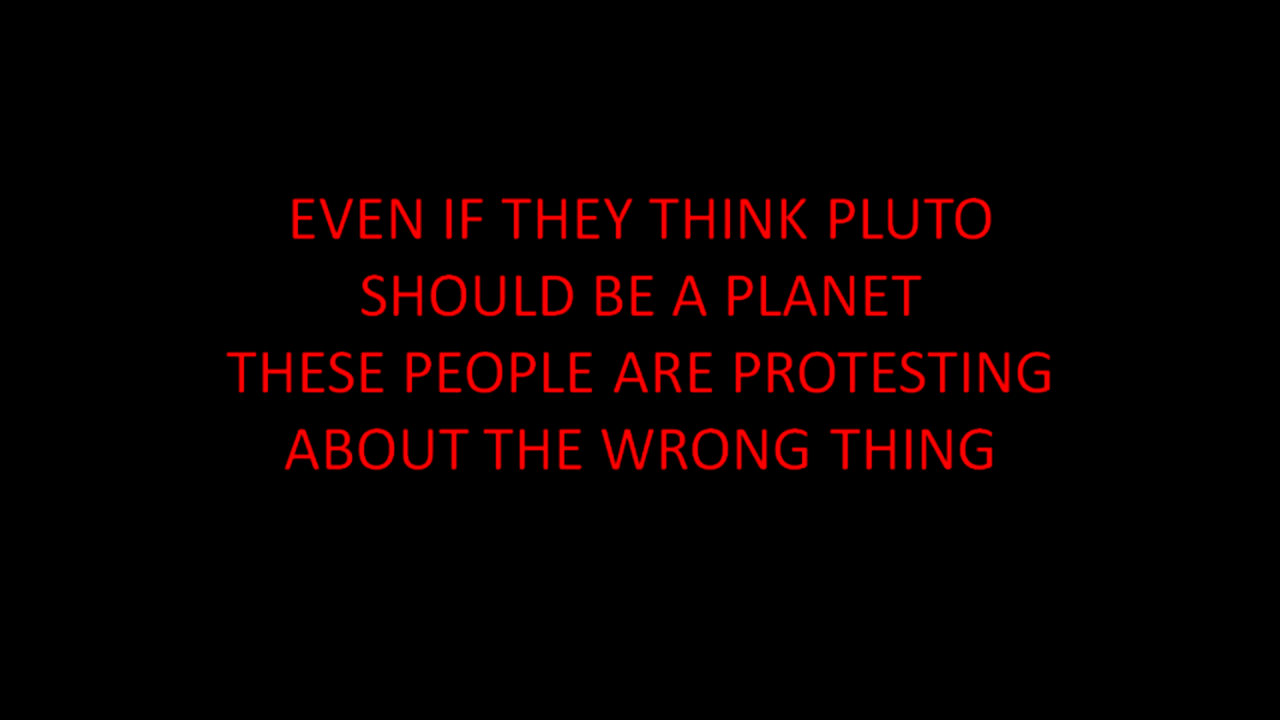 EVEN IF THEY THINK PLUTO
SHOULD BE A PLANET
THESE PEOPLE ARE PROTESTING
ABOUT THE WRONG THING